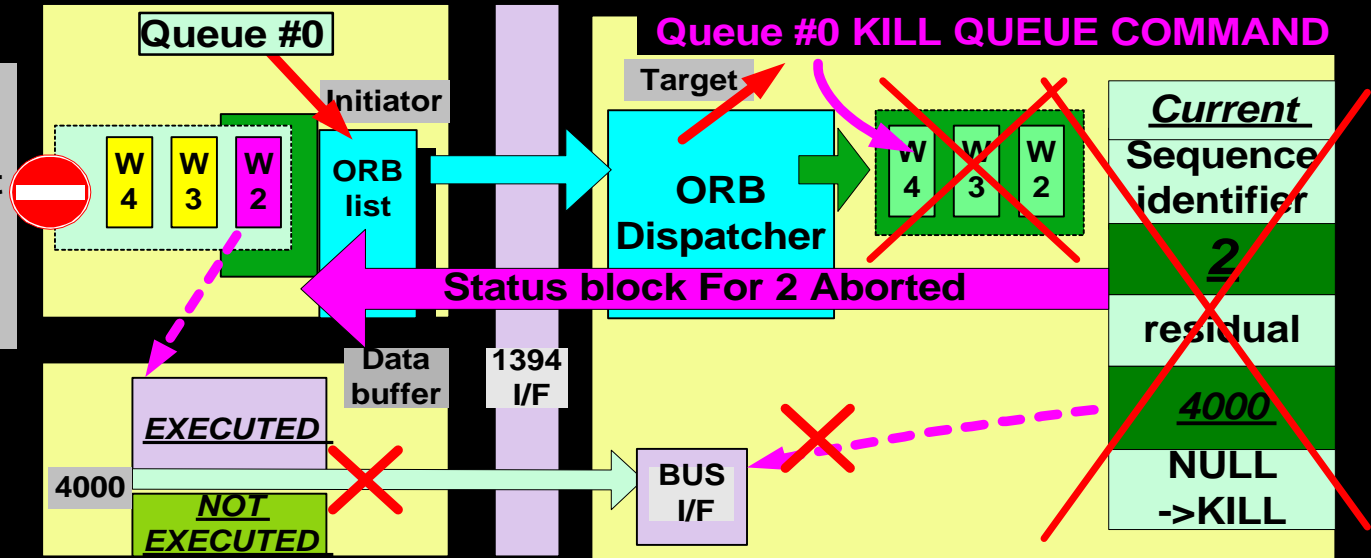 Queue #0
Queue #0 KILL QUEUE COMMAND
Initiator
Target
W
4
W
3
W
2
ORB
list
ORB
Dispatcher
W
4
W
3
W
2
Current
Sequence
identifier
2
residual
4000
NULL
->KILL
Status block For 2 Aborted
Data
buffer
1394
I/F
EXECUTED
4000
NOT
EXECUTED
BUS
I/F